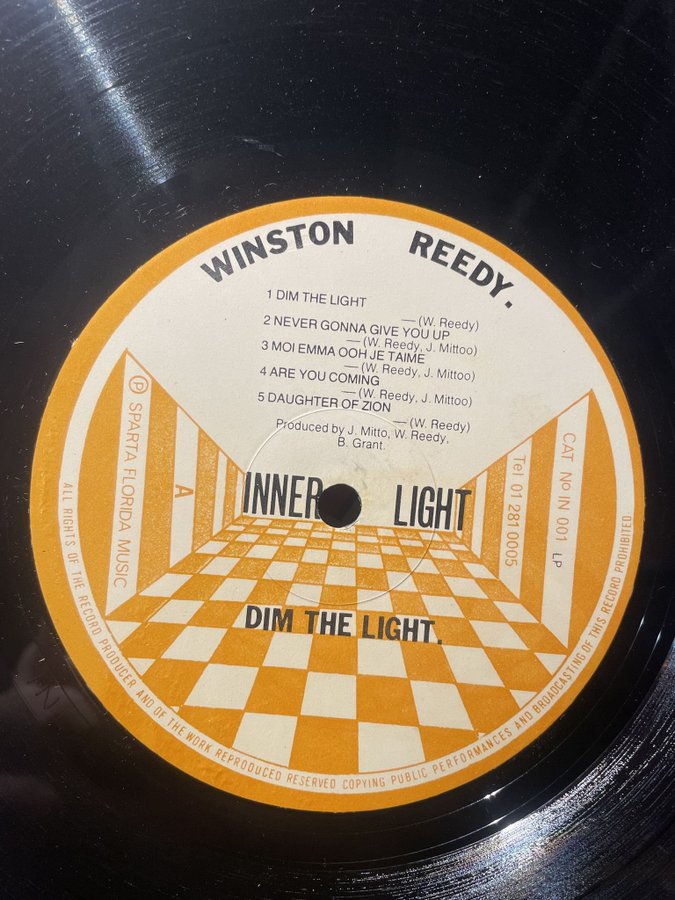 WINSTON REEDY.
1 DIM THE LIGHT
— (W. Reedy)
2 NEVER GONNA GIVE YOU UP
— (W. Reedy, J. Mittoo)
3 MOI EMMA OOH JE TAIME
— (W. Reedy, J. Mittoo)
4 ARE YOU COMING
— (W. Reedy, J. Mittoo)
5 DAUGHTER OF ZION
— (W. Reedy)
Produced by J. Mitto, W. Reedy,
B. Grant.
℗ SPARTA FLORIDA MUSIC
A
INNER LIGHT
Tel 01 281 0005
CAT No IN 001 LP
DIM THE LIGHT.
ALL RIGHTS OF THE RECORD PRODUCER AND OF THE WORK REPRODUCED RESERVED COPYING PUBLIC PERFORMANCES AND BROADCASTING OF THIS RECORD PROHIBITED